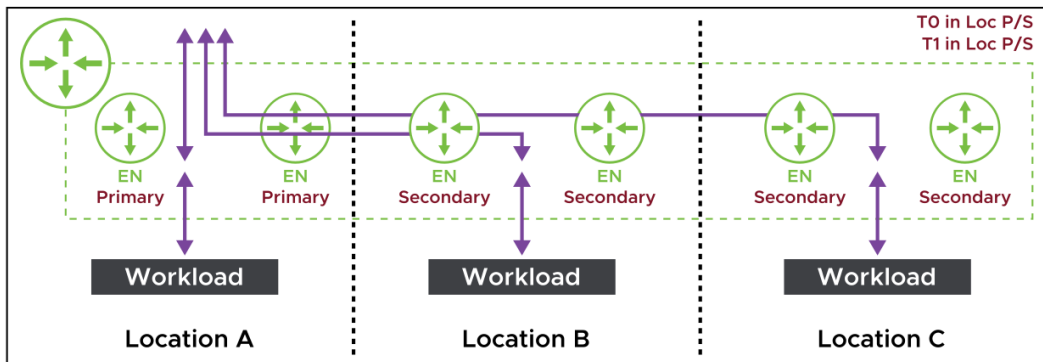 T0 in Loc P/S
T1 in Loc P/S
EN
Primary
EN
Primary
EN
Secondary
EN
Secondary
EN
Secondary
EN
Secondary
Workload
Workload
Workload
Location A
Location B
Location C